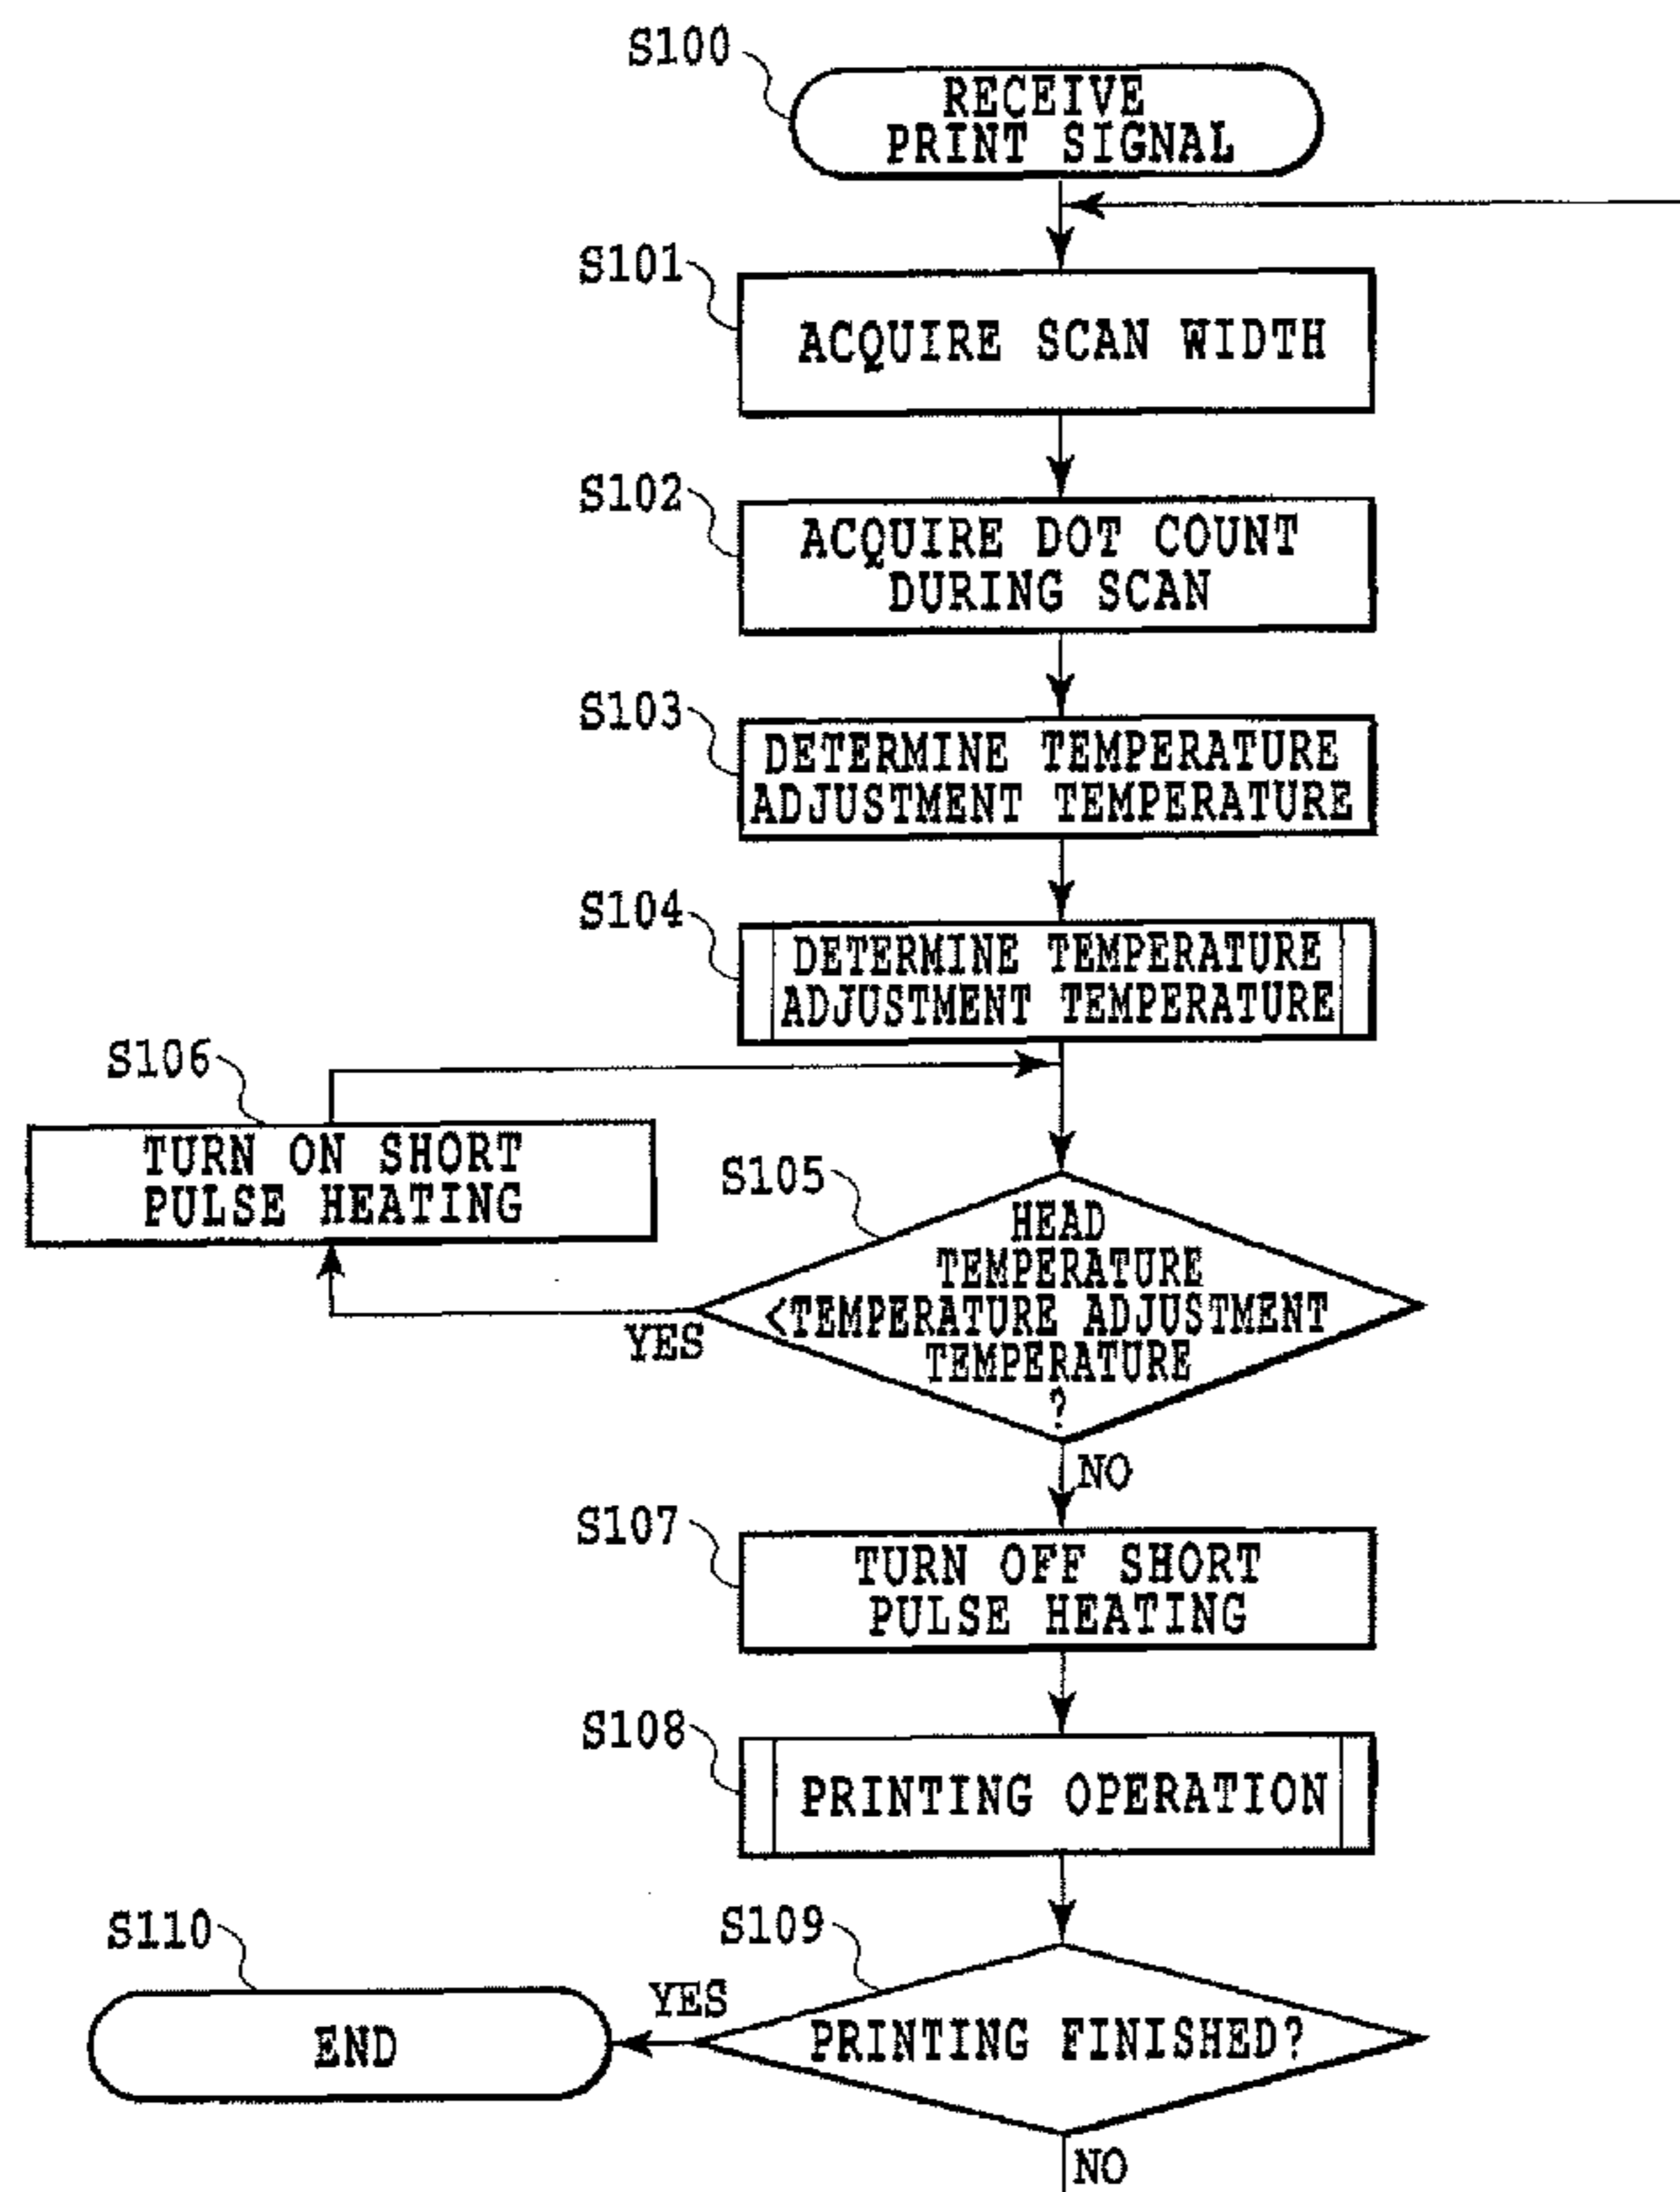 S100
RECEIVE
PRINT SIGNAL
S101
ACQUIRE SCAN WIDTH
S102
ACQUIRE DOT COUNT
DURING SCAN
S103
DETERMINE TEMPERATURE
ADJUSTMENT TEMPERATURE
S104
DETERMINE TEMPERATURE
ADJUSTMENT TEMPERATURE
S106
TURN ON SHORT
PULSE HEATING
S105
HEAD
TEMPERATURE
<TEMPERATURE ADJUSTMENT
TEMPERATURE
?
YES
NO
S107
TURN OFF SHORT
PULSE HEATING
S108
PRINTING OPERATION
S109
PRINTING FINISHED?
YES
S110
END
NO